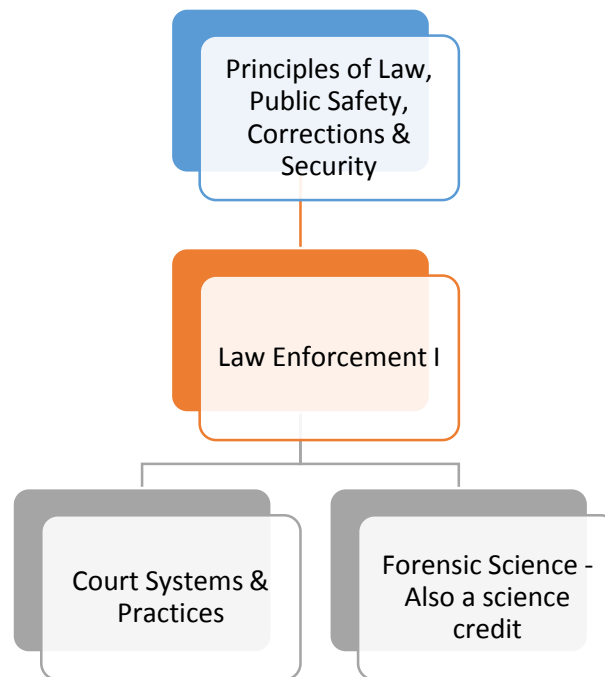 Principles of Law,
Public Safety,
Corrections &
Security
Law Enforcement I
Court Systems &
Practices
Forensic Science -
Also a science
credit